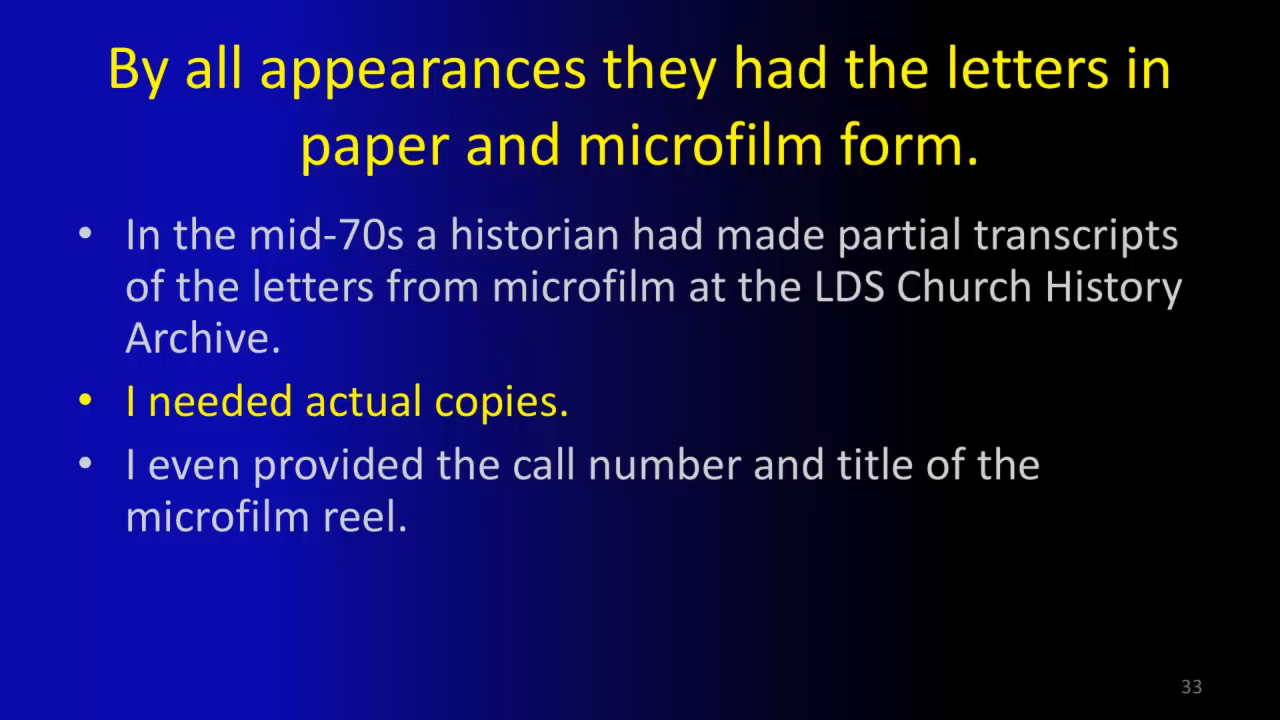 By all appearances they had the letters in
paper and microfilm form.
• In the mid-70s a historian had made partial transcripts
of the letters from microfilm at the LDS Church History
Archive.
• I needed actual copies.
• I even provided the call number and title of the
microfilm reel.
33